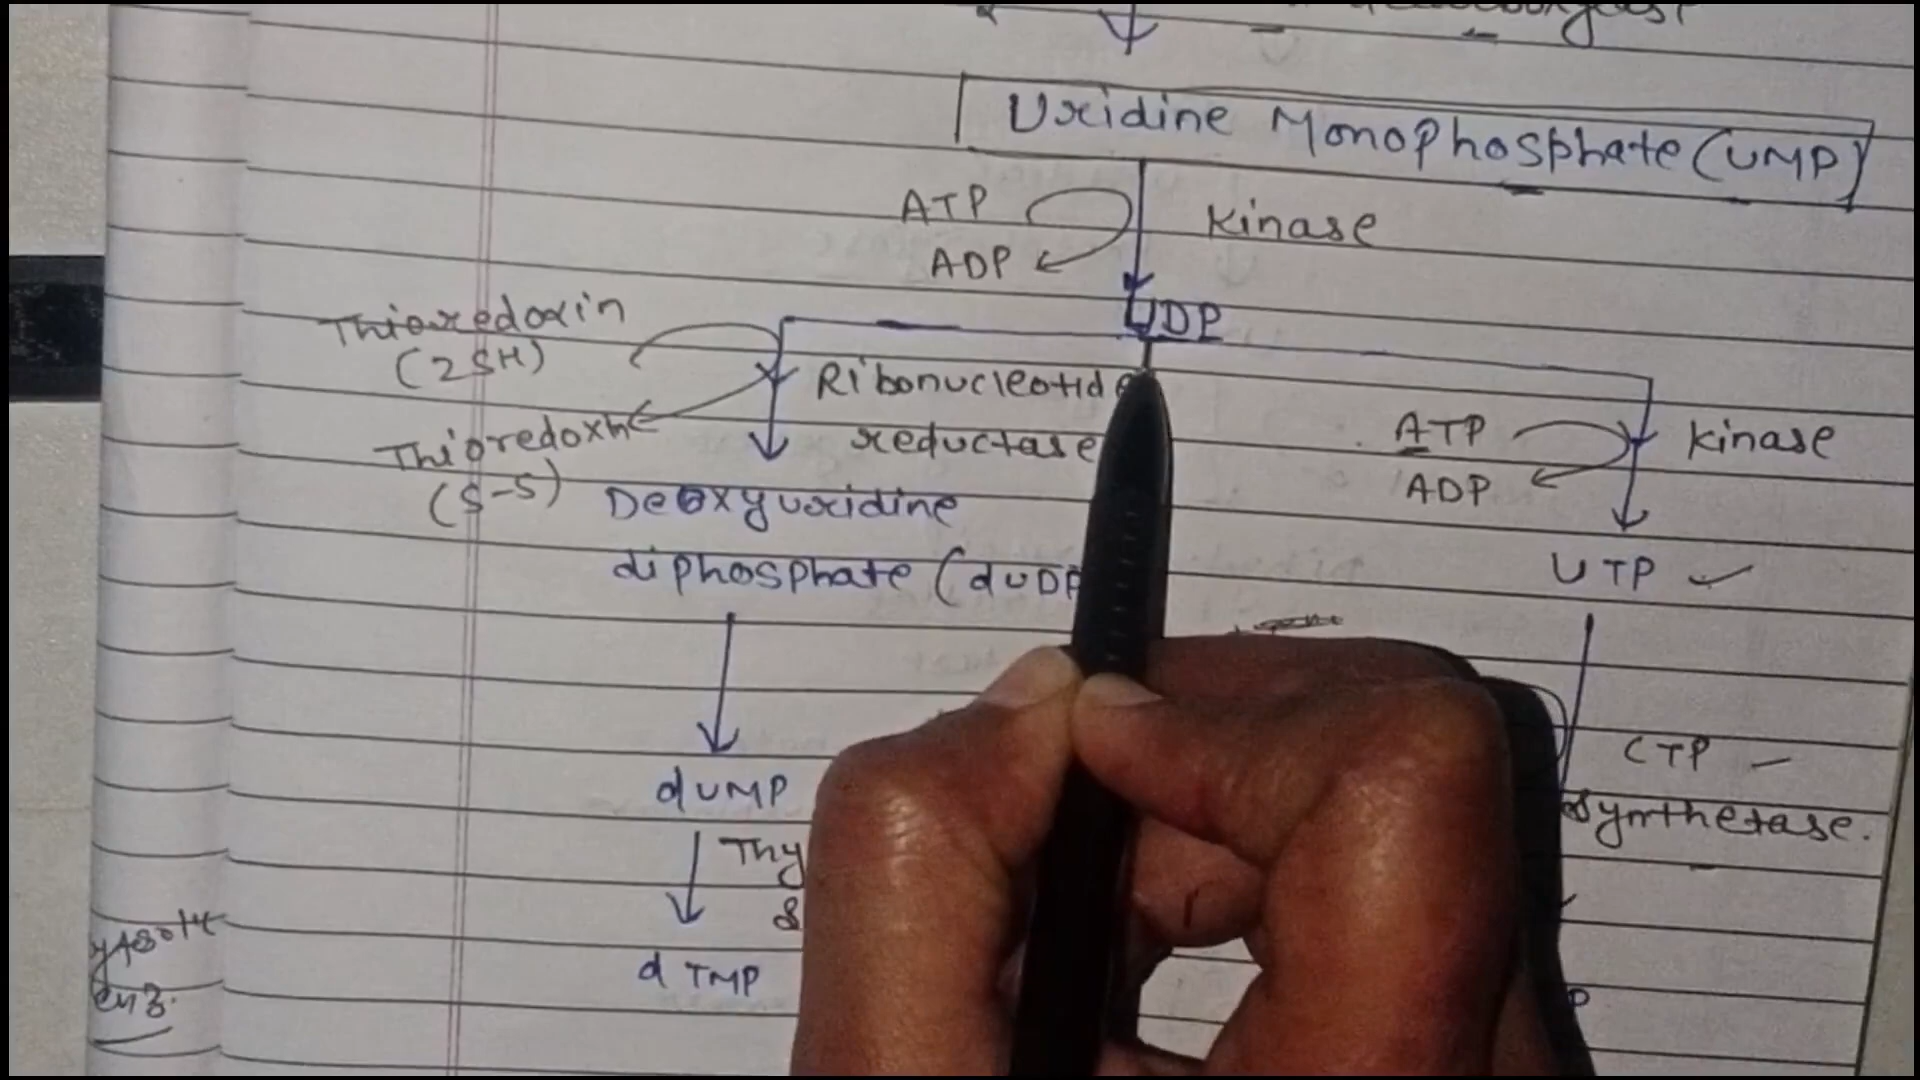 Uridine Monophosphate (UMP)
ATP
Kinase
ADP
UDP
Thioredoxin
(2SH)
Ribonucleotide
reductase
Thioredoxin
(S-S)
ATP
Kinase
ADP
Deoxyuridine
diphosphate (dUDP
UTP
dUMP
CTP
synthetase.
Thy
S
dTMP
P